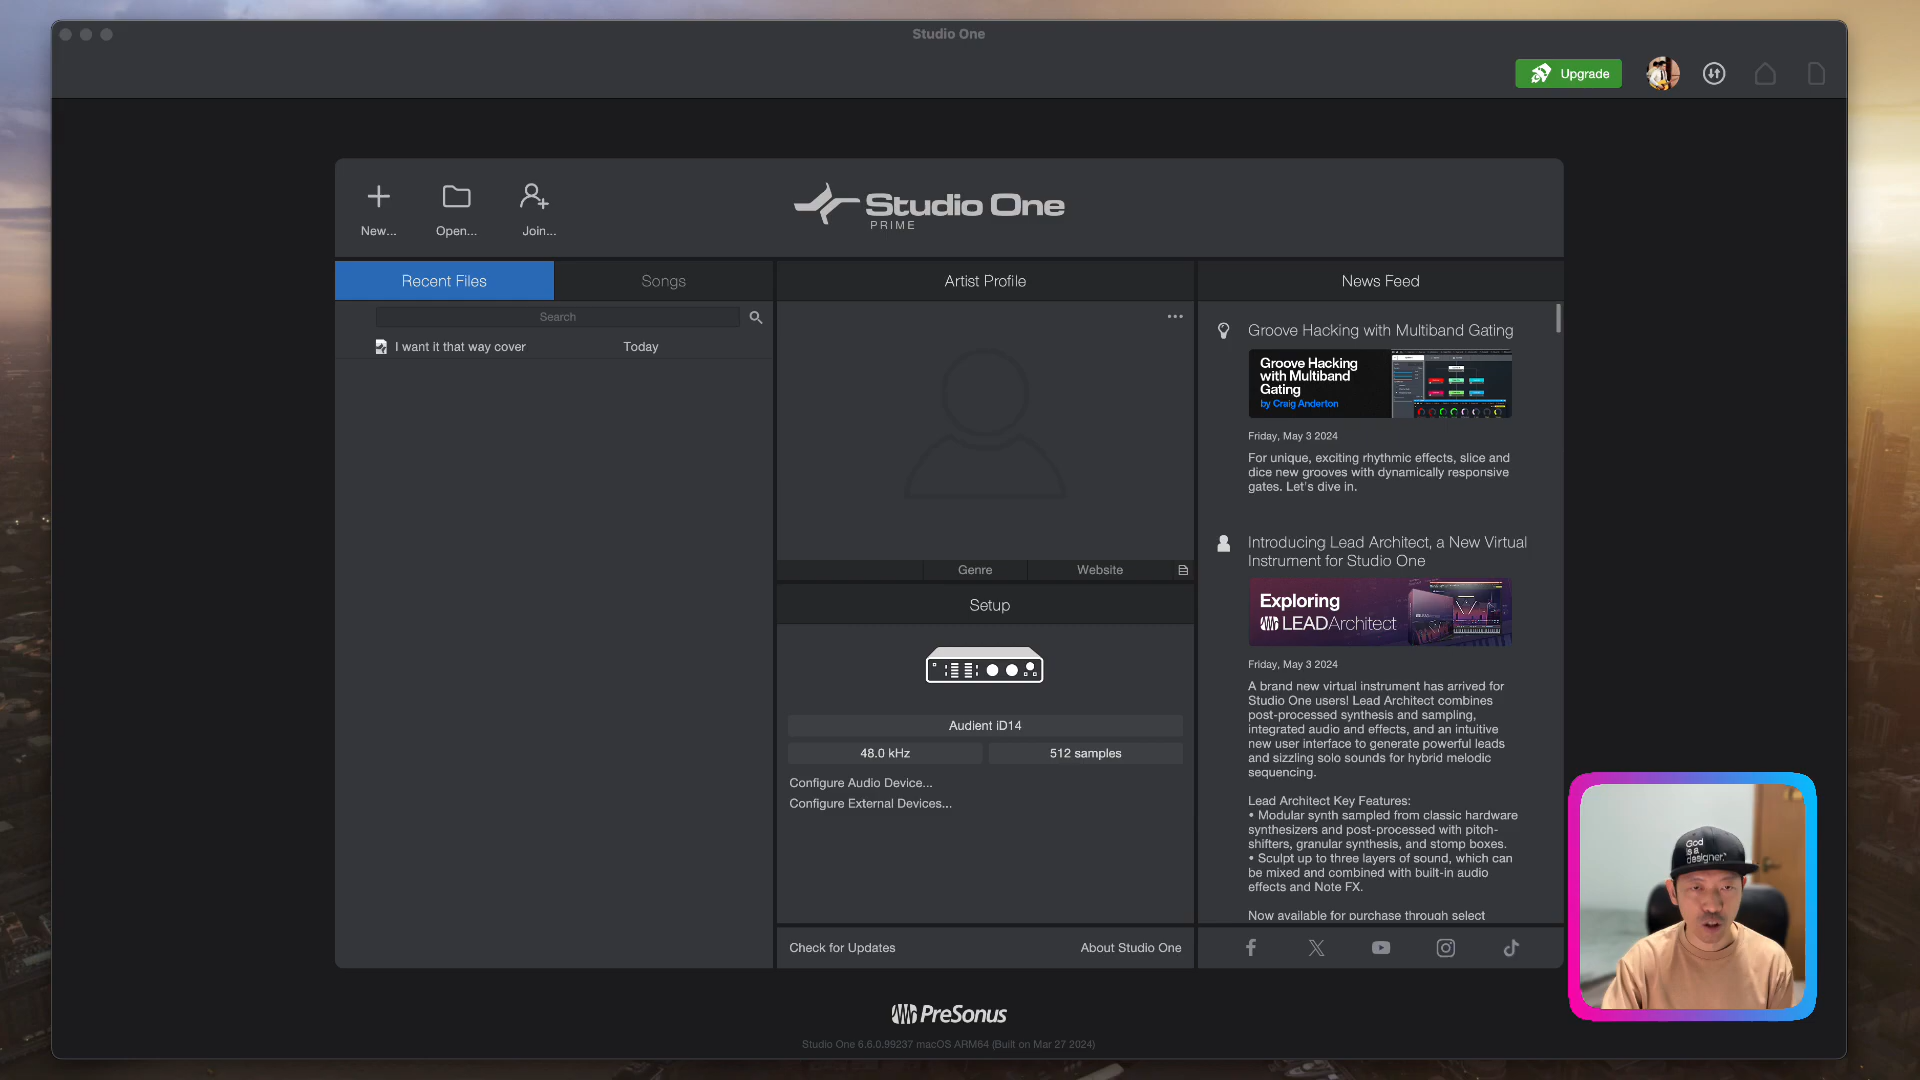 Studio One
Upgrade
New...
Open...
Join...
Studio One
PRIME
Recent Files
Songs
Search
I want it that way cover
Today
Artist Profile
Genre
Website
Setup
Audient iD14
48.0 kHz
512 samples
Configure Audio Device...
Configure External Devices...
Check for Updates
About Studio One
News Feed
Groove Hacking with Multiband Gating
Groove Hacking
with Multiband
Gating
by Craig Anderton
Friday, May 3 2024
For unique, exciting rhythmic effects, slice and
dice new grooves with dynamically responsive
gates. Let's dive in.
Introducing Lead Architect, a New Virtual
Instrument for Studio One
Exploring
LEADArchitect
Friday, May 3 2024
A brand new virtual instrument has arrived for
Studio One users! Lead Architect combines
post-processed synthesis and sampling,
integrated audio and effects, and an intuitive
new user interface to generate powerful leads
and sizzling solo sounds for hybrid melodic
sequencing.
Lead Architect Key Features:
• Modular synth sampled from classic hardware
synthesizers and post-processed with pitch-
shifters, granular synthesis, and stomp boxes.
• Sculpt up to three layers of sound, which can
be mixed and combined with built-in audio
effects and Note FX.
Now available for purchase through select
God
is a
designer.
PreSonus
Studio One 6.6.0.99237 macOS ARM64 (Built on Mar 27 2024)